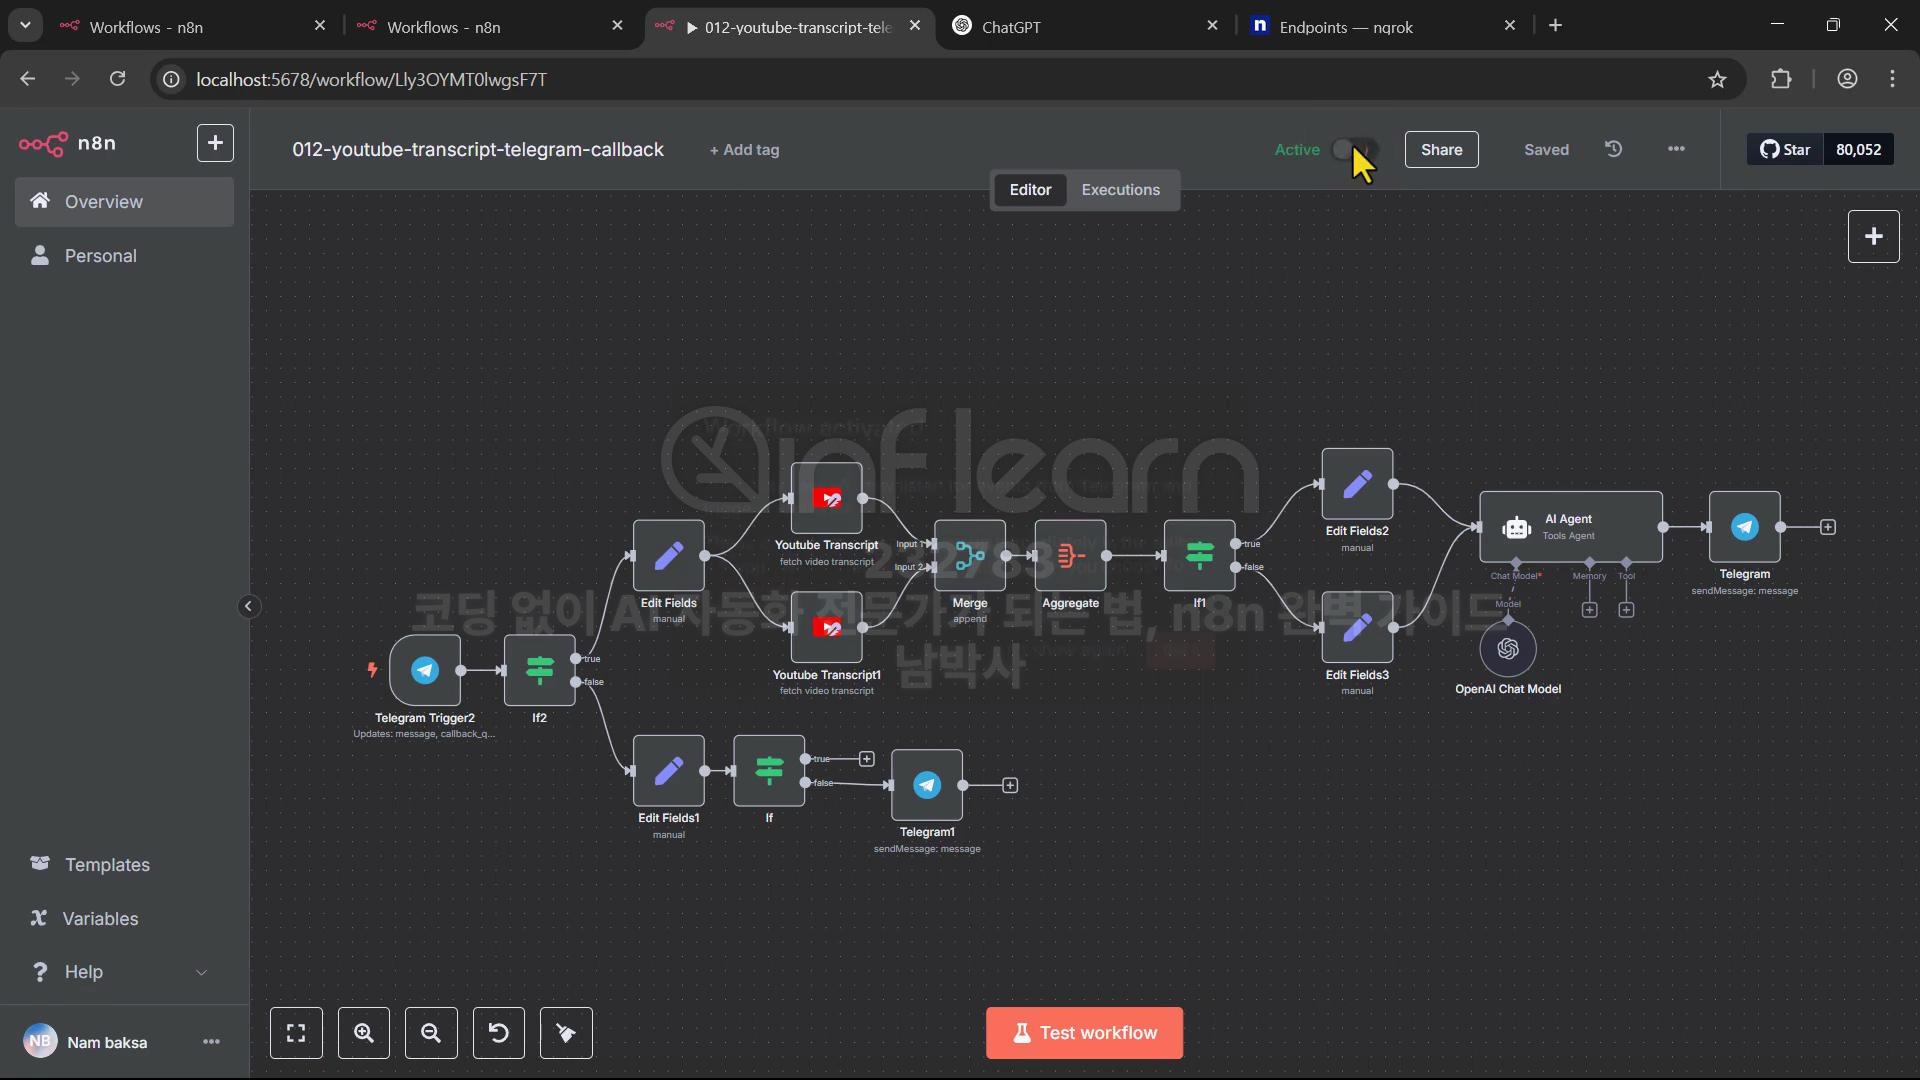 Workflows - n8n
Workflows - n8n
012-youtube-transcript-tele
ChatGPT
Endpoints — ngrok
localhost:5678/workflow/Lly3OYMT0lwgsF7T
n8n
012-youtube-transcript-telegram-callback
+ Add tag
Active
Share
Saved
Star
80,052
Editor
Executions
Overview
Personal
inflearn
232783
코딩 없이 AI 자동화 전문가가 되는 법, n8n 완벽 가이드
남박사
Workflow activated
Telegram Trigger2
Updates: message, callback_q...
If2
true
false
Edit Fields
manual
Youtube Transcript
fetch video transcript
Youtube Transcript1
fetch video transcript
Input 1
Input 2
Merge
append
Aggregate
If1
true
false
Edit Fields2
manual
Edit Fields3
manual
AI Agent
Tools Agent
Chat Model*
Memory
Tool
Model
OpenAI Chat Model
Telegram
sendMessage: message
Edit Fields1
manual
If
true
false
Telegram1
sendMessage: message
Templates
Variables
Help
NB
Nam baksa
Test workflow